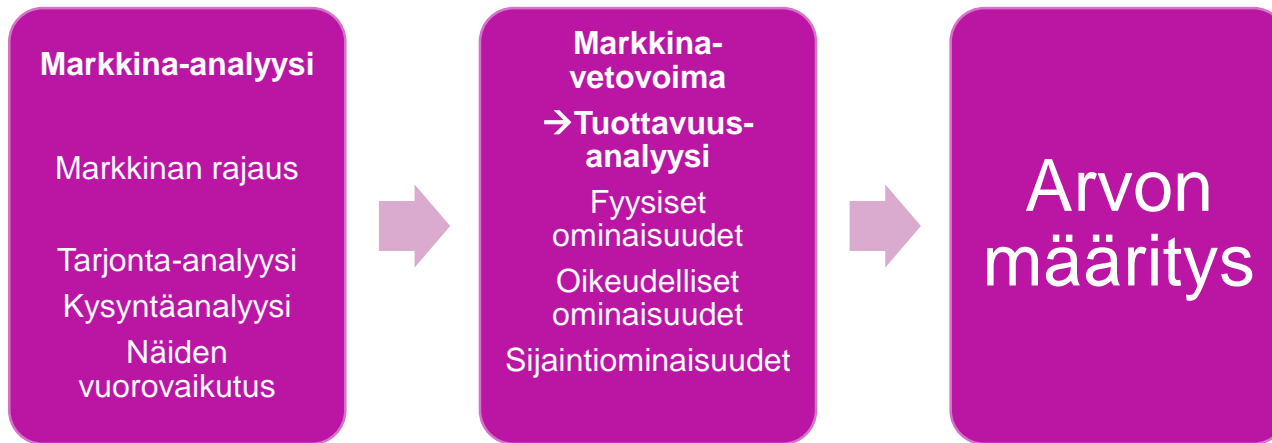 Markkina-analyysi
Markkinan rajaus
Tarjonta-analyysi
Kysyntäanalyysi
Näiden
vuorovaikutus
Markkina-
vetovoima
→Tuottavuus-
analyysi
Fyysiset
ominaisuudet
Oikeudelliset
ominaisuudet
Sijaintiominaisuudet
Arvon
määritys